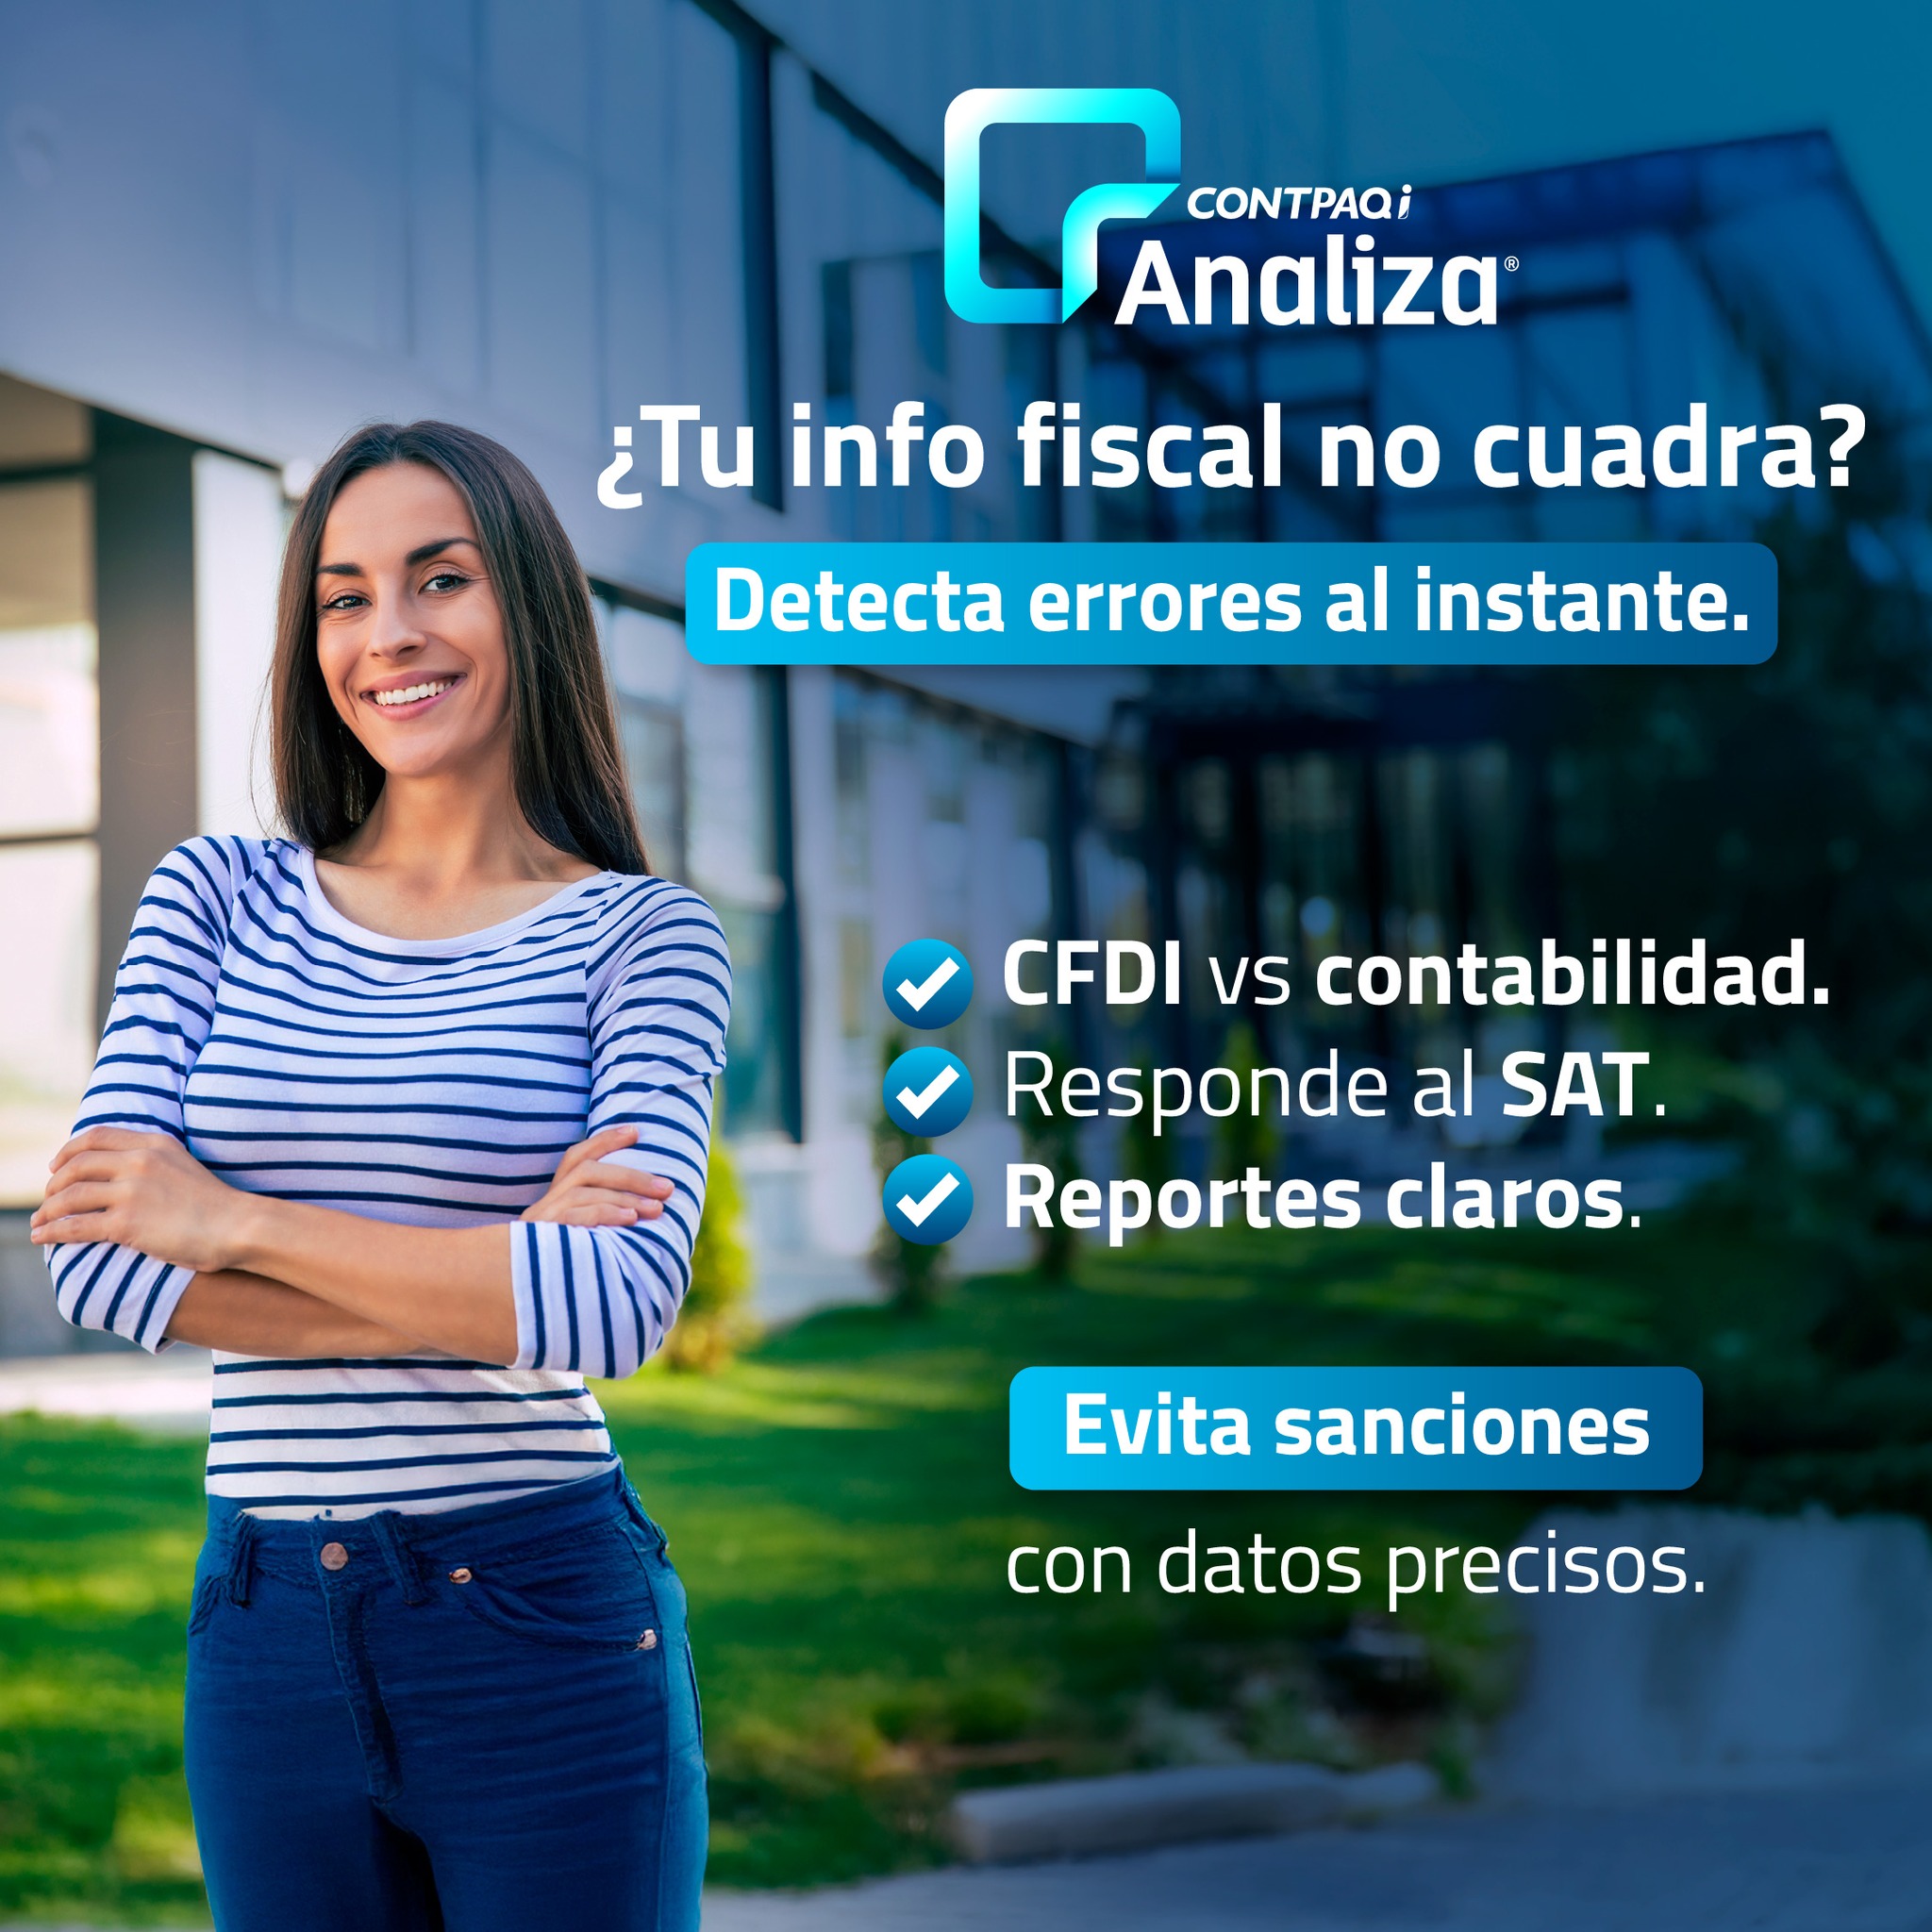 CONTPAQi
Analiza®
¿Tu info fiscal no cuadra?
Detecta errores al instante.
CFDI vs contabilidad.
Responde al SAT.
Reportes claros.
Evita sanciones
con datos precisos.